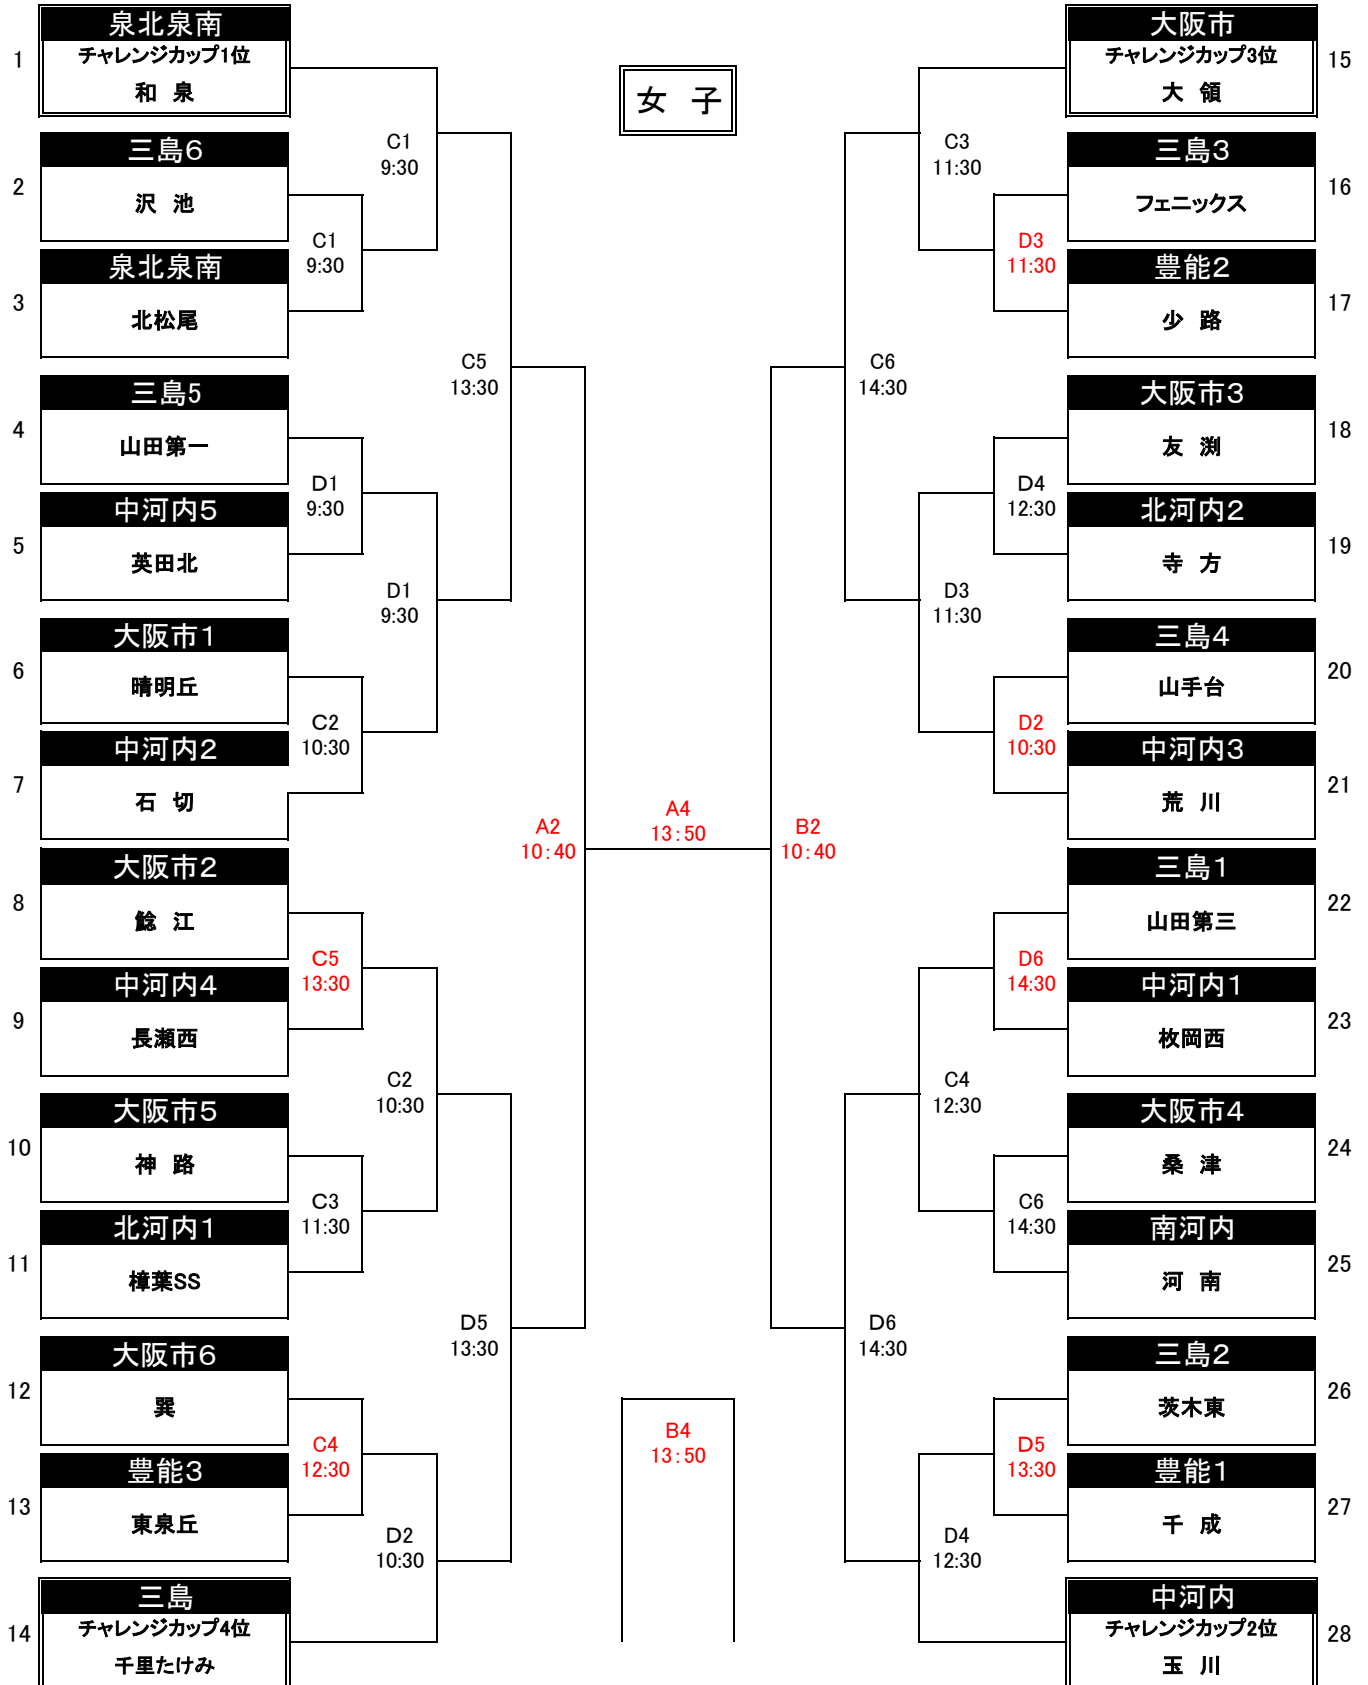 女 子
1
泉北泉南
チャレンジカップ1位
和 泉
2
三島6
沢 池
3
泉北泉南
北松尾
4
三島5
山田第一
5
中河内5
英田北
6
大阪市1
晴明丘
7
中河内2
石 切
8
大阪市2
鯰 江
9
中河内4
長瀬西
10
大阪市5
神 路
11
北河内1
樟葉SS
12
大阪市6
巽
13
豊能3
東泉丘
14
三島
チャレンジカップ4位
千里たけみ
C1
9:30
D1
9:30
C2
10:30
C5
13:30
C3
11:30
C4
12:30
C1
9:30
D1
9:30
C2
10:30
D2
10:30
C5
13:30
D5
13:30
A2
10:40
A4
13:50
B2
10:40
B4
13:50
C6
14:30
D6
14:30
C3
11:30
D3
11:30
C4
12:30
D4
12:30
D3
11:30
D4
12:30
D2
10:30
D6
14:30
C6
14:30
D5
13:30
大阪市
チャレンジカップ3位
大 領
15
三島3
フェニックス
16
豊能2
少 路
17
大阪市3
友 渕
18
北河内2
寺 方
19
三島4
山手台
20
中河内3
荒 川
21
三島1
山田第三
22
中河内1
枚岡西
23
大阪市4
桑 津
24
南河内
河 南
25
三島2
茨木東
26
豊能1
千 成
27
中河内
チャレンジカップ2位
玉 川
28